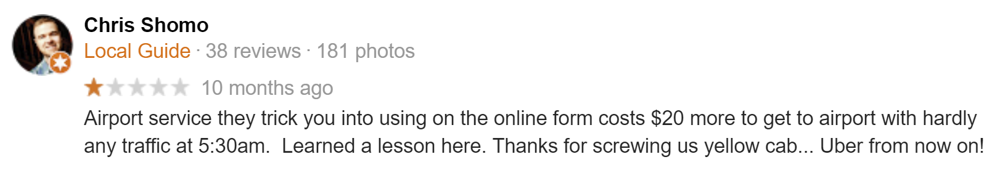 Chris Shomo
Local Guide · 38 reviews · 181 photos
10 months ago
Airport service they trick you into using on the online form costs $20 more to get to airport with hardly
any traffic at 5:30am.  Learned a lesson here. Thanks for screwing us yellow cab... Uber from now on!